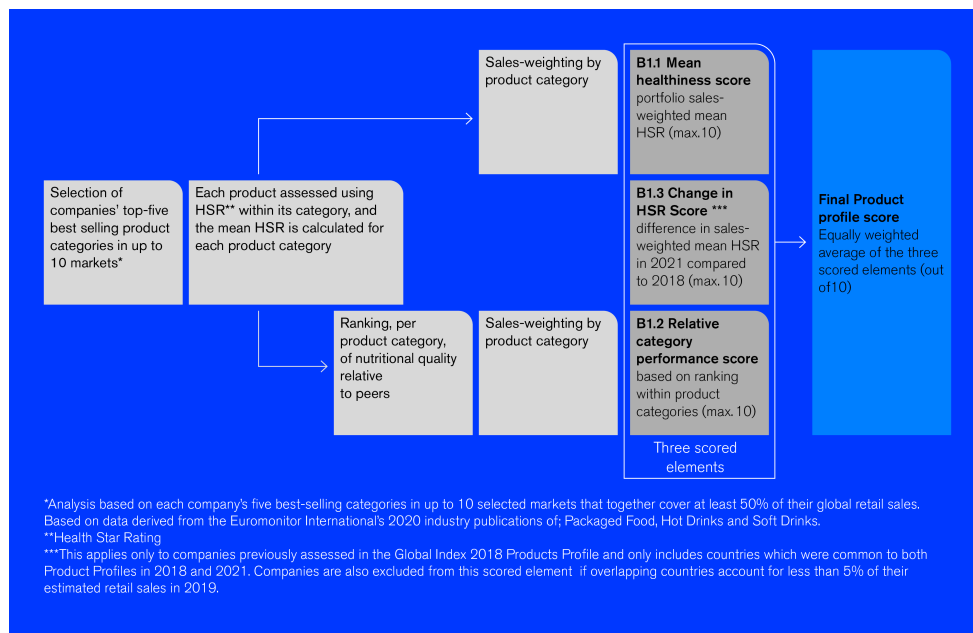 Selection of
companies' top-five
best selling product
categories in up to
10 markets*
Each product assessed using
HSR** within its category, and
the mean HSR is calculated for
each product category
Sales-weighting by
product category
B1.1 Mean
healthiness score
portfolio sales-
weighted mean
HSR (max.10)
B1.3 Change in
HSR Score ***
difference in sales-
weighted mean HSR
in 2021 compared
to 2018 (max.10)
Ranking, per
product category,
of nutritional quality
relative
to peers
Sales-weighting by
product category
B1.2 Relative
category
performance score
based on ranking
within product
categories (max.10)
Three scored
elements
Final Product
profile score
Equally weighted
average of the three
scored elements (out
of10)
*Analysis based on each company's five best-selling categories in up to 10 selected markets that together cover at least 50% of their global retail sales.
Based on data derived from the Euromonitor International's 2020 industry publications of; Packaged Food, Hot Drinks and Soft Drinks.
**Health Star Rating
***This applies only to companies previously assessed in the Global Index 2018 Products Profile and only includes countries which were common to both
Product Profiles in 2018 and 2021. Companies are also excluded from this scored element if overlapping countries account for less than 5% of their
estimated retail sales in 2019.